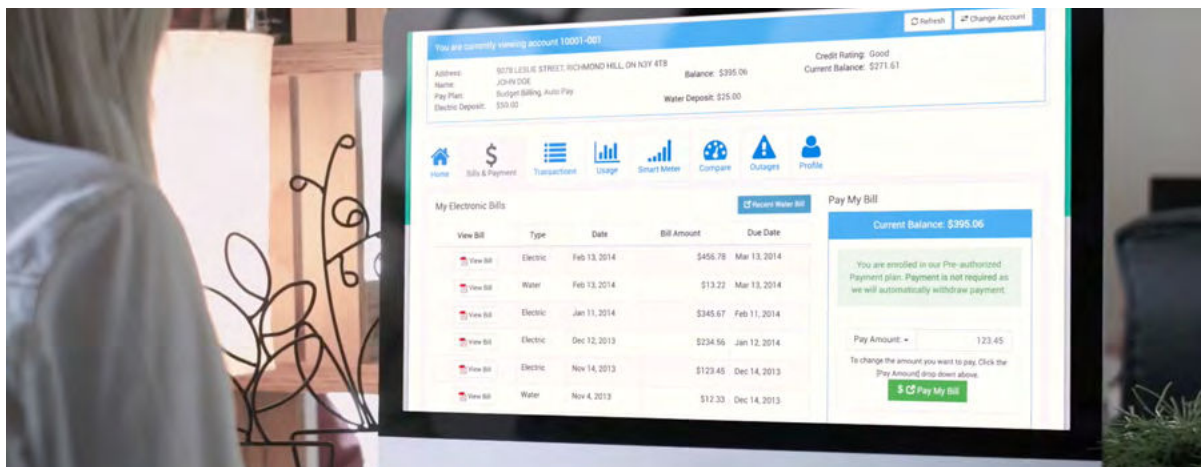 Refresh
Change Account
You are currently viewing account 10001-001
Address: 9078 LESLIE STREET, RICHMOND HILL, ON N3Y 4T8 Balance: $395.06 Credit Rating: Good
Name: JOHN DOE Current Balance: $271.61
Pay Plan: Budget Billing, Auto Pay Water Deposit: $25.00
Electric Deposit: $50.00
Home Bills & Payment Transactions Usage Smart Meter Compare Outages Profile
My Electronic Bills
Recent Water Bill
View Bill Type Date Bill Amount Due Date
View Bill Electric Feb 13, 2014 $456.78 Mar 13, 2014
View Bill Water Feb 13, 2014 $13.22 Mar 13, 2014
View Bill Electric Jan 11, 2014 $345.67 Feb 11, 2014
View Bill Electric Dec 12, 2013 $234.56 Jan 12, 2014
View Bill Electric Nov 14, 2013 $123.45 Dec 14, 2013
View Bill Water Nov 4, 2013 $12.33 Dec 14, 2013
Pay My Bill
Current Balance: $395.06
You are enrolled in our Pre-authorized
Payment plan. Payment is not required as
we will automatically withdraw payment
Pay Amount: 123.45
To change the amount you want to pay, Click the
[Pay Amount] drop down above.
$ Pay My Bill